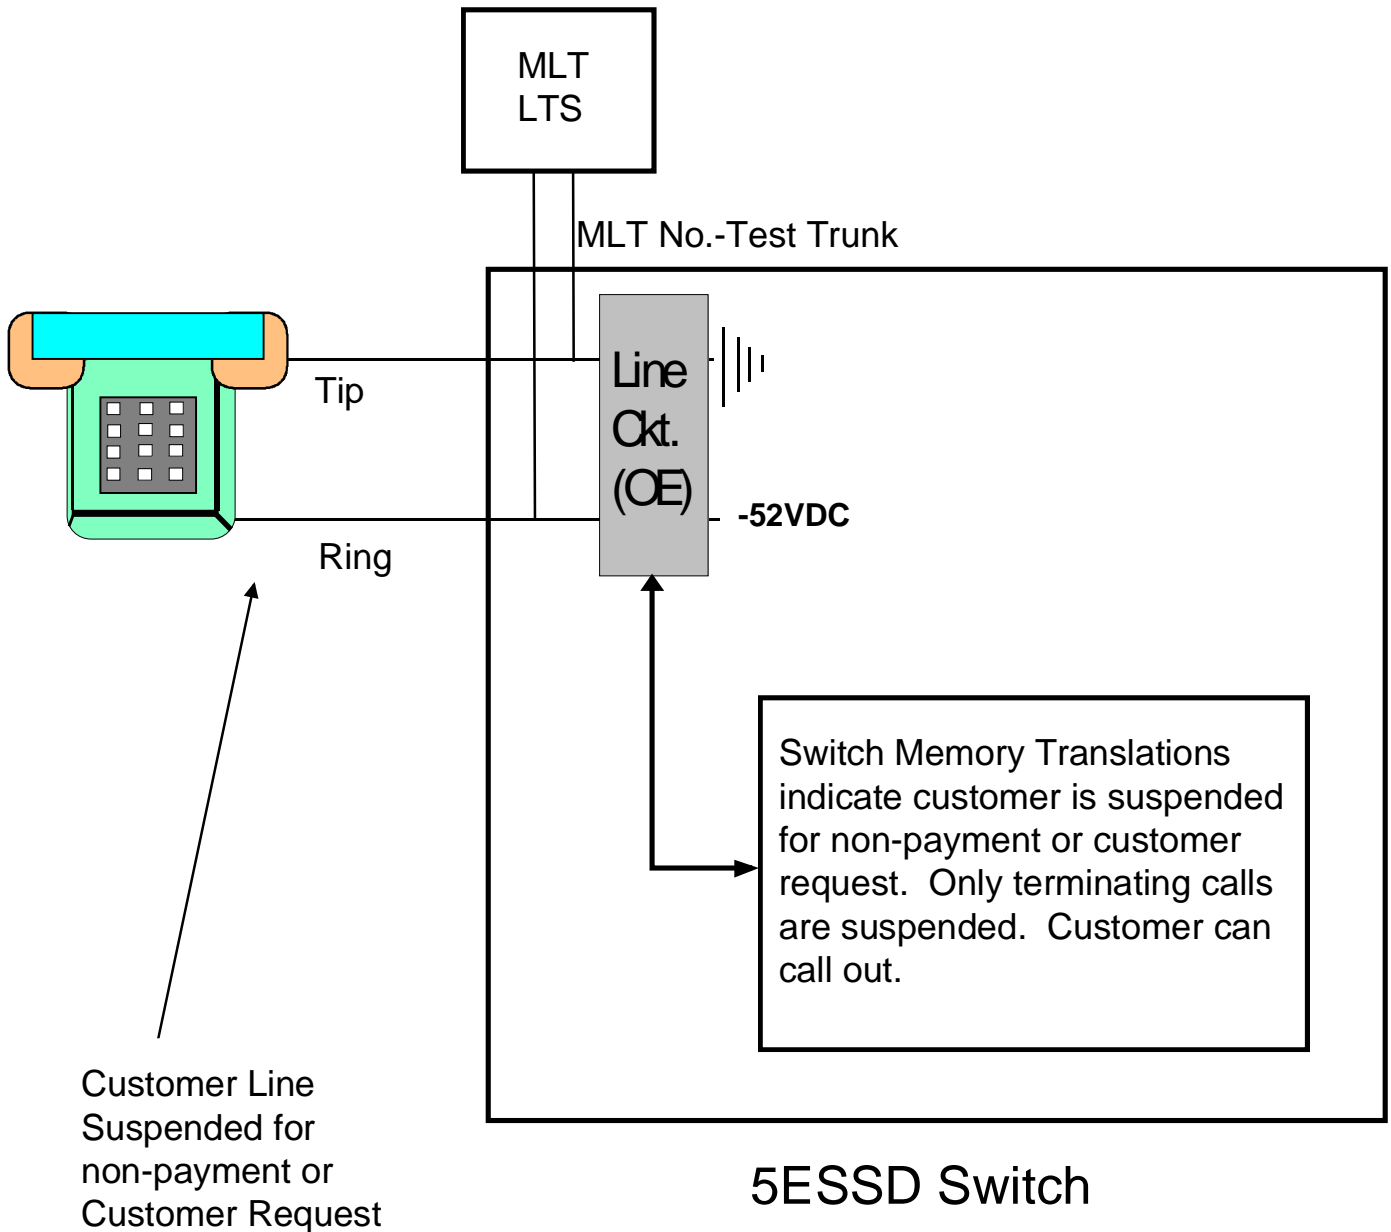 MLT
LTS
MLT No.-Test Trunk
Tip
Line
Ckt.
(OE)
-52VDC
Ring
Switch Memory Translations
indicate customer is suspended
for non-payment or customer
request.  Only terminating calls
are suspended.  Customer can
call out.
Customer Line
Suspended for
non-payment or
Customer Request
5ESSD Switch